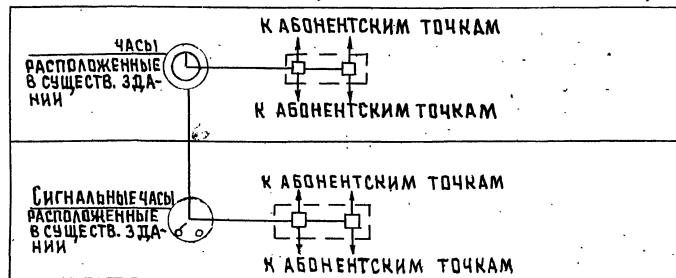 К АБОНЕНТСКИМ ТОЧКАМ
ЧАСЫ
РАСПОЛОЖЕННЫЕ
В СУЩЕСТВ. ЗДА-
НИИ
К АБОНЕНТСКИМ ТОЧКАМ
К АБОНЕНТСКИМ ТОЧКАМ
СИГНАЛЬНЫЕ ЧАСЫ
РАСПОЛОЖЕННЫЕ
В СУЩЕСТВ. ЗДА-
НИИ
К АБОНЕНТСКИМ ТОЧКАМ